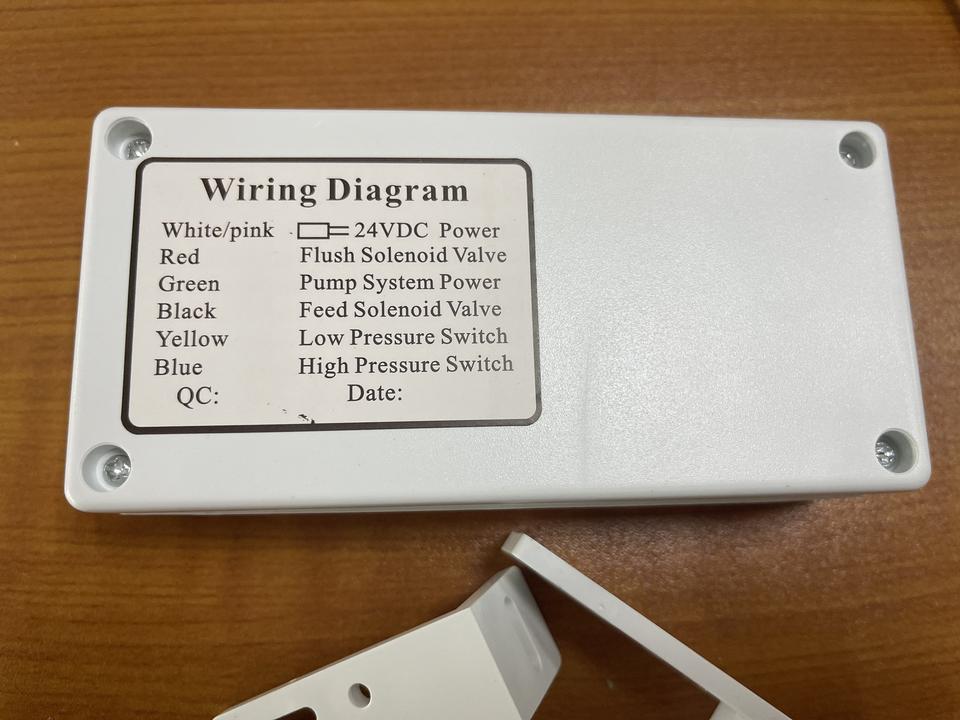 Wiring Diagram
White/pink 24VDC Power
Red Flush Solenoid Valve
Green Pump System Power
Black Feed Solenoid Valve
Yellow Low Pressure Switch
Blue High Pressure Switch
QC: Date: